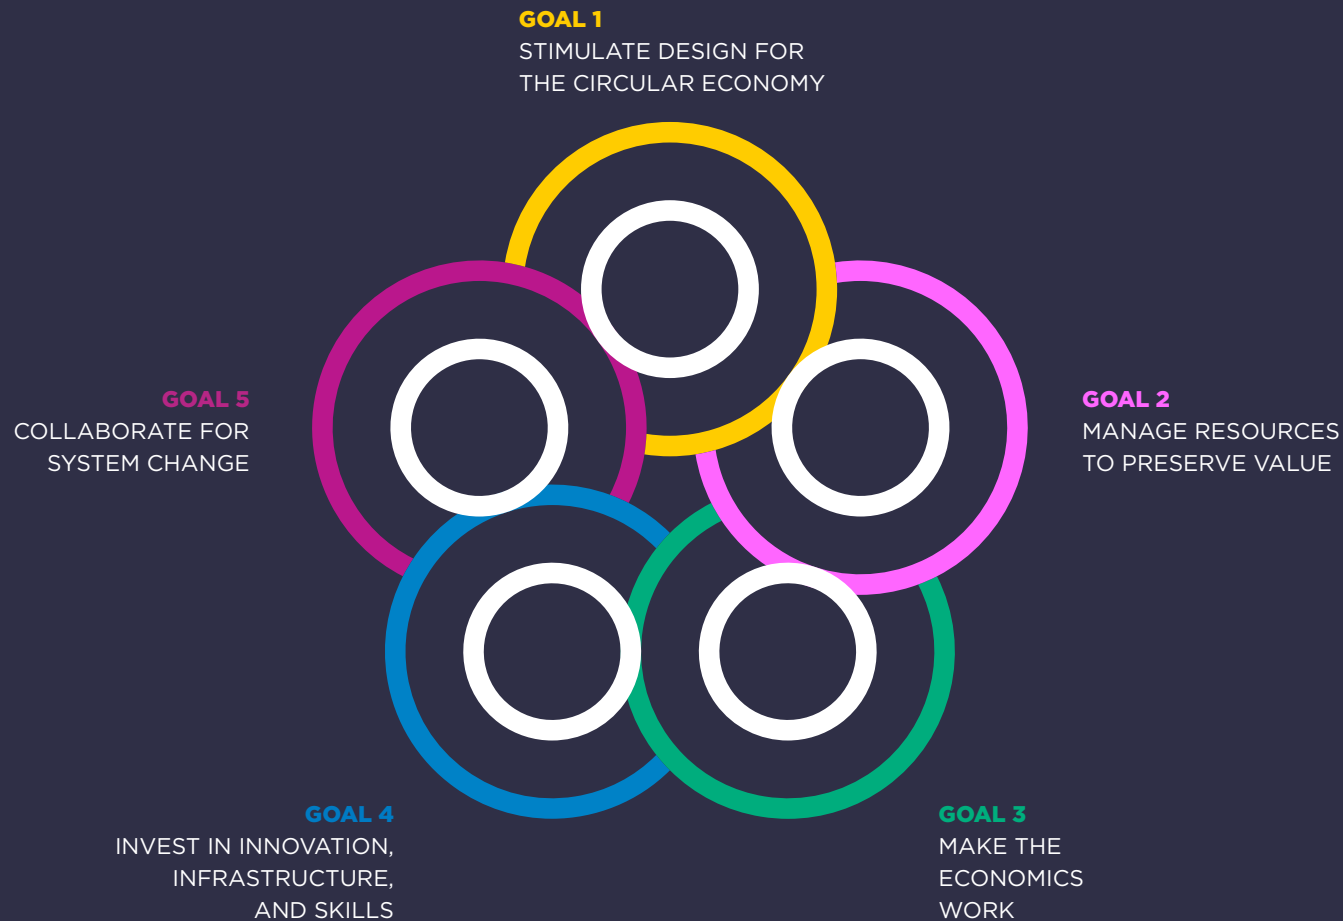 GOAL 1
STIMULATE DESIGN FOR
THE CIRCULAR ECONOMY
GOAL 2
MANAGE RESOURCES
TO PRESERVE VALUE
GOAL 3
MAKE THE
ECONOMICS
WORK
GOAL 4
INVEST IN INNOVATION,
INFRASTRUCTURE,
AND SKILLS
GOAL 5
COLLABORATE FOR
SYSTEM CHANGE